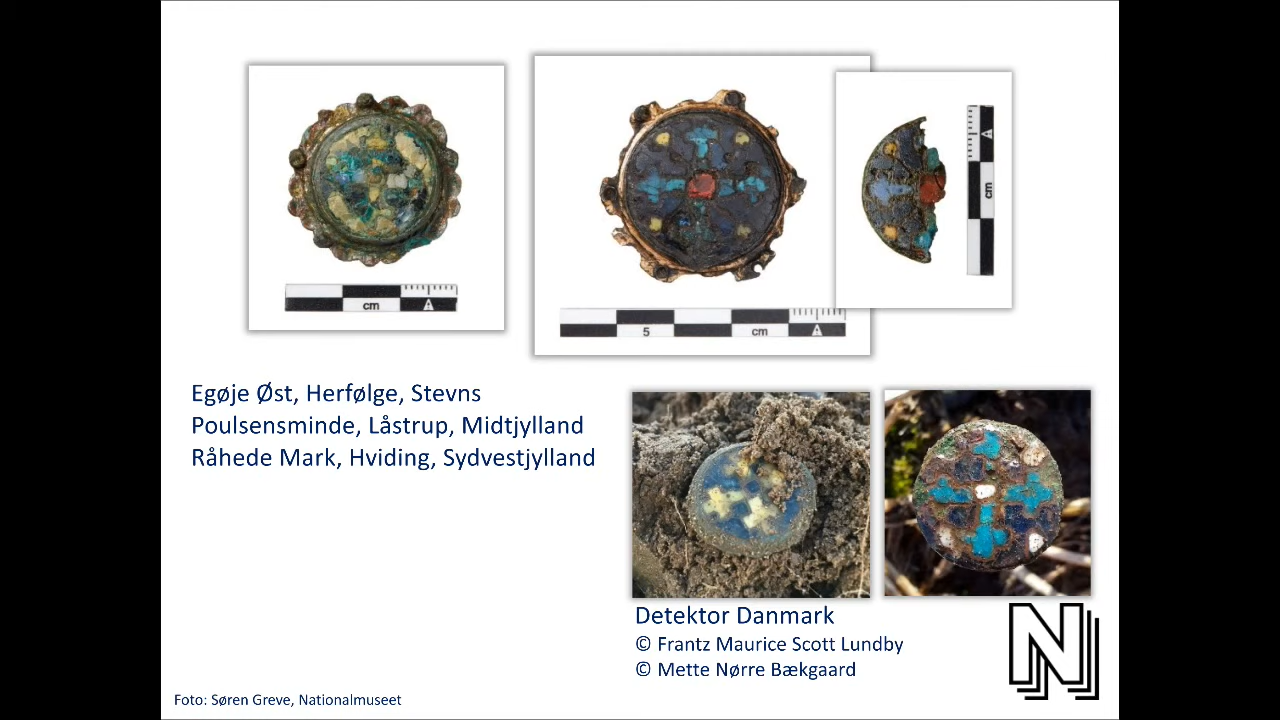 cm
5 cm
cm
Egøje Øst, Herfølge, Stevns
Poulsensminde, Låstrup, Midtjylland
Råhede Mark, Hviding, Sydvestjylland
Detektor Danmark
© Frantz Maurice Scott Lundby
© Mette Nørre Bækgaard
N
Foto: Søren Greve, Nationalmuseet